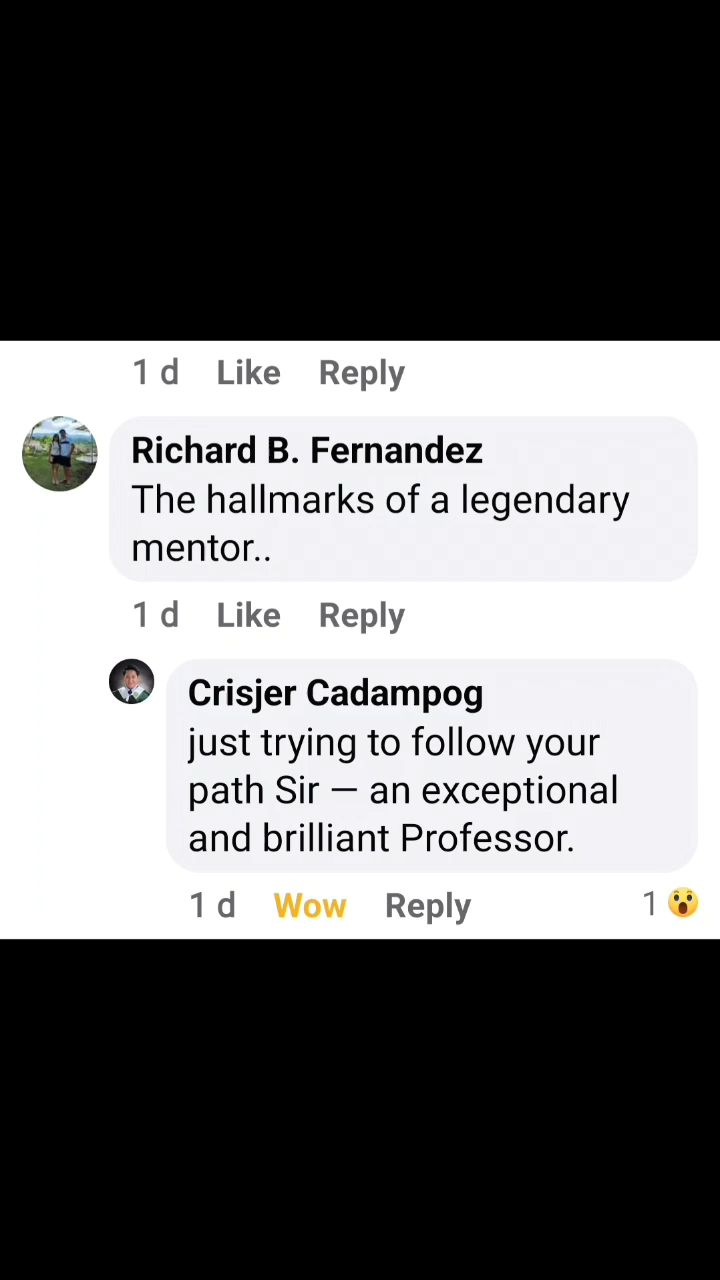 1 d Like Reply
Richard B. Fernandez
The hallmarks of a legendary
mentor..
1 d Like Reply
Crisjer Cadampog
just trying to follow your
path Sir — an exceptional
and brilliant Professor.
1 d Wow Reply 1 😮